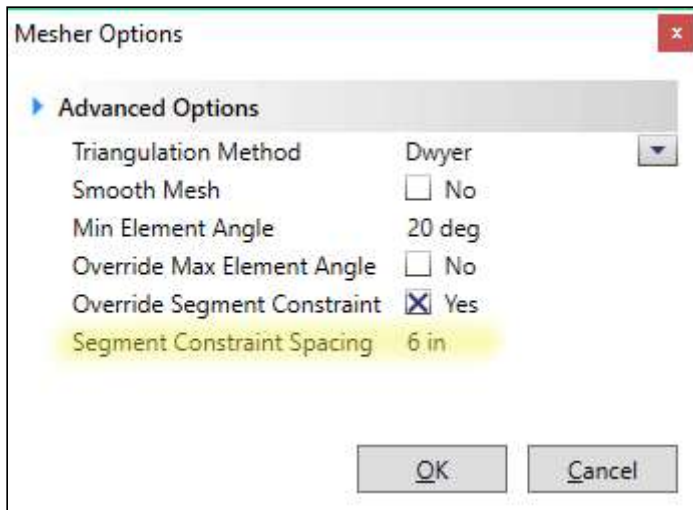 Mesher Options x
Advanced Options
Triangulation Method Dwyer
Smooth Mesh No
Min Element Angle 20 deg
Override Max Element Angle No
Override Segment Constraint Yes
Segment Constraint Spacing 6 in
OK Cancel